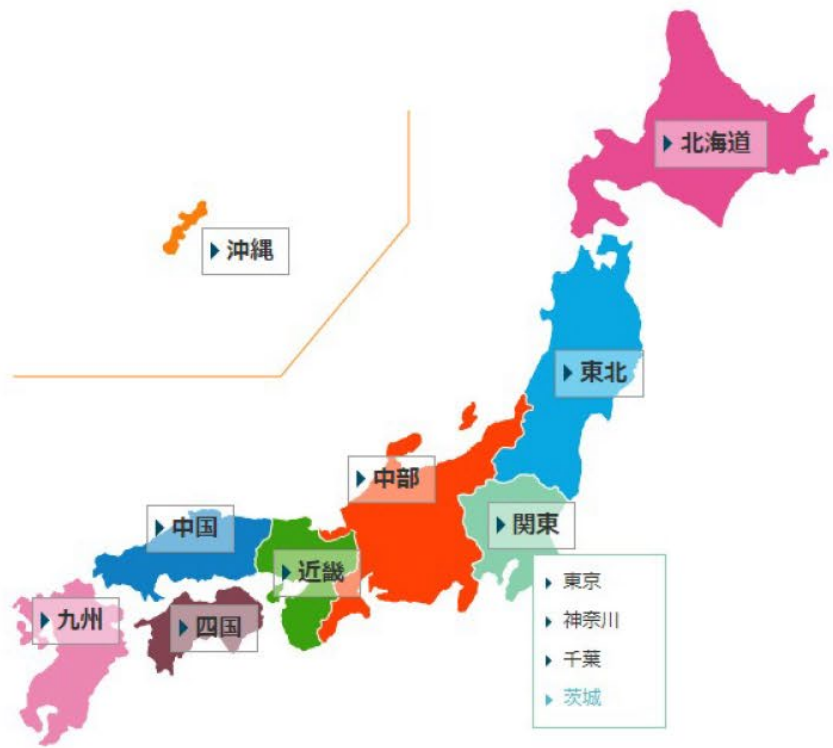 北海道
沖縄
東北
中部
中国
関東
近畿
東京
九州
四国
神奈川
千葉
茨城